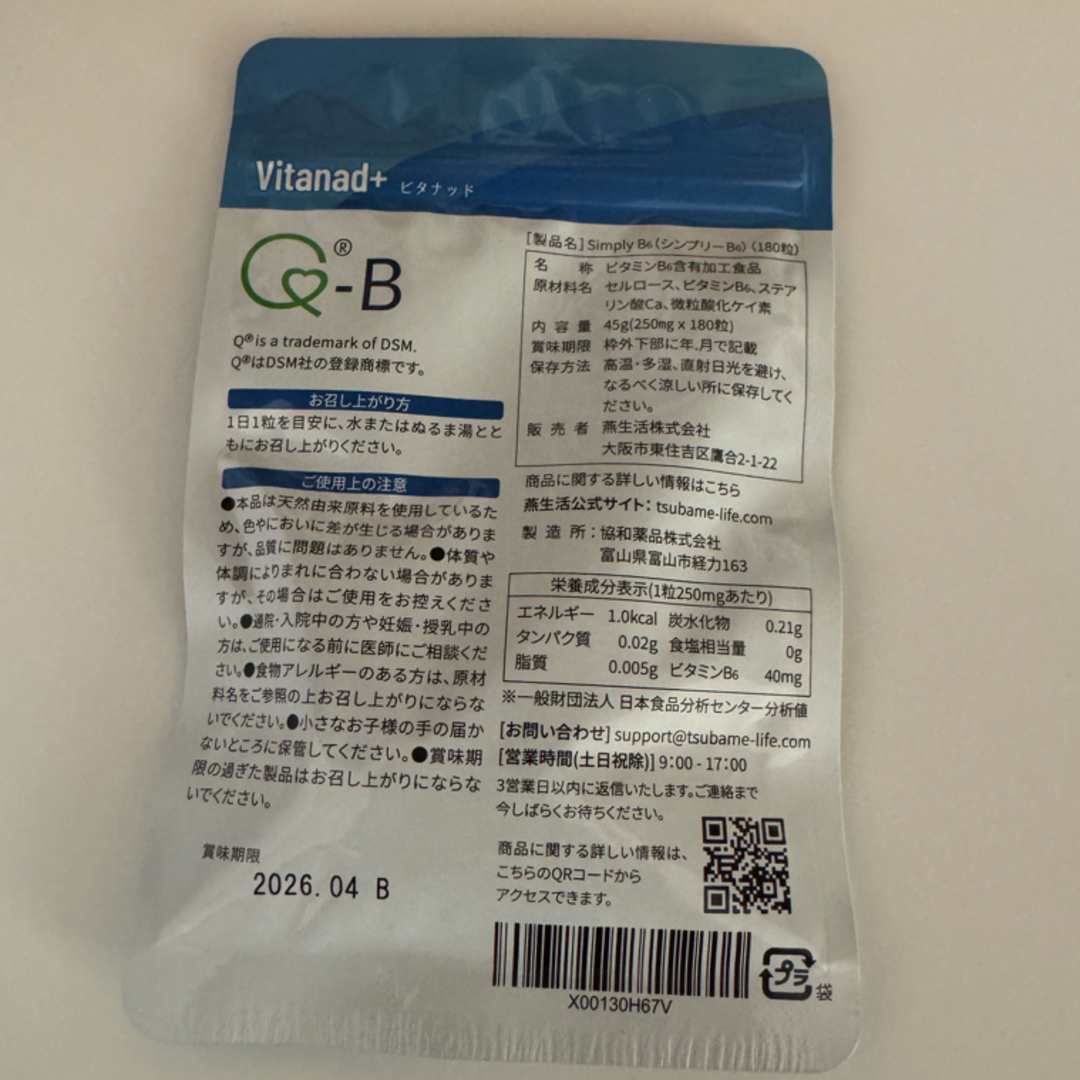 Vitanad+ ビタナッド
Q®-B
Q®is a trademark of DSM.
Q®はDSM社の登録商標です。
お召し上がり方
1日1粒を目安に、水またはぬるま湯とと
もにお召し上がりください。
ご使用上の注意
●本品は天然由来原料を使用しているた
め、色やにおいに差が生じる場合がありま
すが、品質に問題はありません。●体質や
体調によりまれに合わない場合がありま
すが、その場合はご使用をお控えくださ
い。●通院・入院中の方や妊娠・授乳中の
方は、ご使用になる前に医師にご相談くだ
さい。●食物アレルギーのある方は、原材
料名をご参照の上お召し上がりにならな
いでください。●小さなお子様の手の届か
ないところに保管してください。●賞味期
限の過ぎた製品はお召し上がりにならな
いでください。
賞味期限
2026.04 B
[製品名] Simply B6(シンプリーB6)(180粒)
名 称 ビタミンB6含有加工食品
原材料名 セルロース、ビタミンB6、ステア
リン酸Ca、微粒酸化ケイ素
内容量 45g(250mg x 180粒)
賞味期限 枠外下部に年.月で記載
保存方法 高温・多湿、直射日光を避け、
なるべく涼しい所に保存してく
ださい。
販売者 燕生活株式会社
大阪市東住吉区鷹合2-1-22
商品に関する詳しい情報はこちら
燕生活公式サイト: tsubame-life.com
製造所:協和薬品株式会社
富山県富山市経力163
栄養成分表示(1粒250mgあたり)
エネルギー 1.0kcal 炭水化物 0.21g
タンパク質 0.02g 食塩相当量 0g
脂質 0.005g ビタミンB6 40mg
※一般財団法人 日本食品分析センター分析値
[お問い合わせ] support@tsubame-life.com
[営業時間(土日祝除)] 9:00 - 17:00
3営業日以内に返信いたします。ご連絡まで
今しばらくお待ちください。
商品に関する詳しい情報は、
こちらのQRコードから
アクセスできます。
X00130H67V
プラ
袋